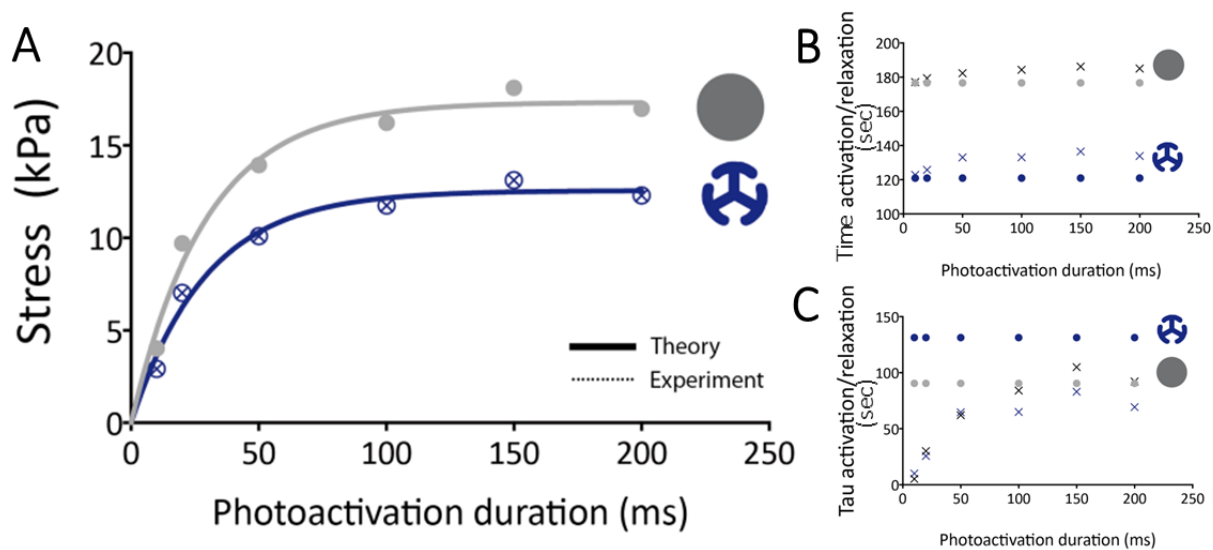 A
Stress (kPa)
20
15
10
5
0
0 50 100 150 200 250
Photoactivation duration (ms)
Theory
Experiment
B
Time activation/relaxation
(sec)
200
180
160
140
120
100
0 50 100 150 200 250
Photoactivation duration (ms)
C
Tau activation/relaxation
(sec)
150
100
50
0
0 50 100 150 200 250
Photoactivation duration (ms)